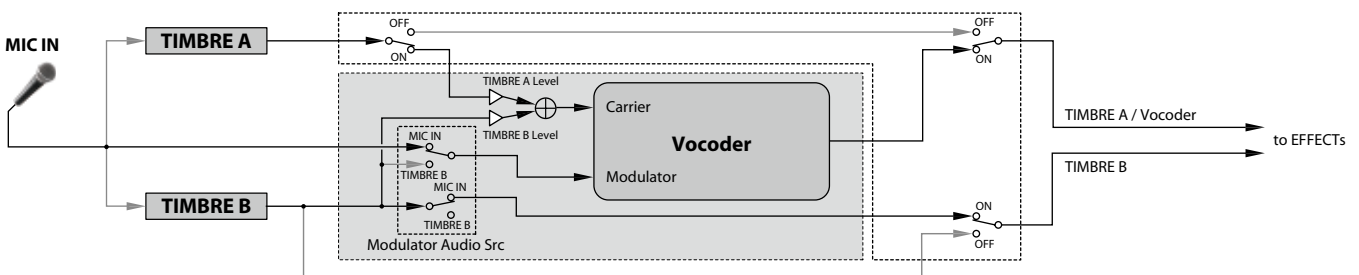 MIC IN
TIMBRE A
OFF
ON
OFF
ON
TIMBRE A Level
TIMBRE B Level
Carrier
Vocoder
Modulator
MIC IN
TIMBRE B
MIC IN
TIMBRE B
Modulator Audio Src
TIMBRE B
ON
OFF
TIMBRE A / Vocoder
TIMBRE B
to EFFECTs